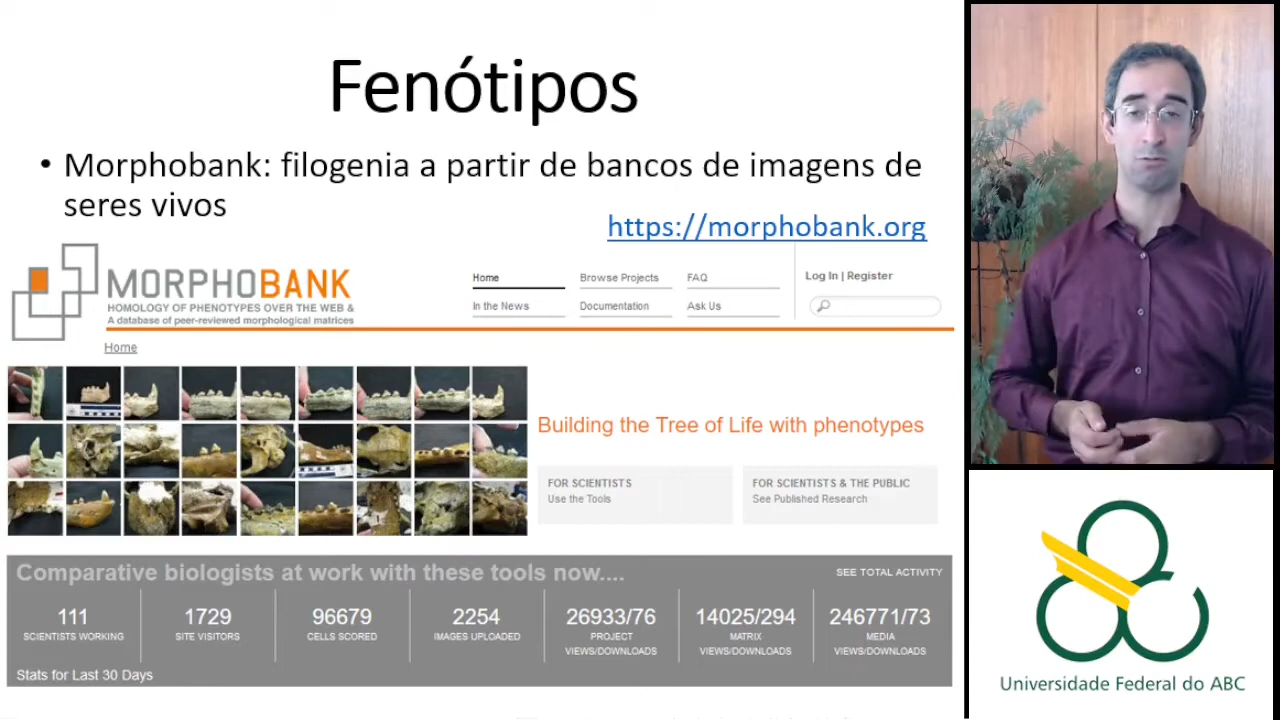 Fenótipos
• Morphobank: filogenia a partir de bancos de imagens de
seres vivos
https://morphobank.org
MORPHOBANK
HOMOLOGY OF PHENOTYPES OVER THE WEB &
A database of peer-reviewed morphological matrices
Home Browse Projects FAQ
In the News Documentation Ask Us
Log In | Register
Home
Building the Tree of Life with phenotypes
FOR SCIENTISTS
Use the Tools
FOR SCIENTISTS & THE PUBLIC
See Published Research
Comparative biologists at work with these tools now....
SEE TOTAL ACTIVITY
111 1729 96679 2254 26933/76 14025/294 246771/73
SCIENTISTS WORKING SITE VISITORS CELLS SCORED IMAGES UPLOADED PROJECT MATRIX MEDIA
VIEWS/DOWNLOADS VIEWS/DOWNLOADS VIEWS/DOWNLOADS
Stats for Last 30 Days
Universidade Federal do ABC